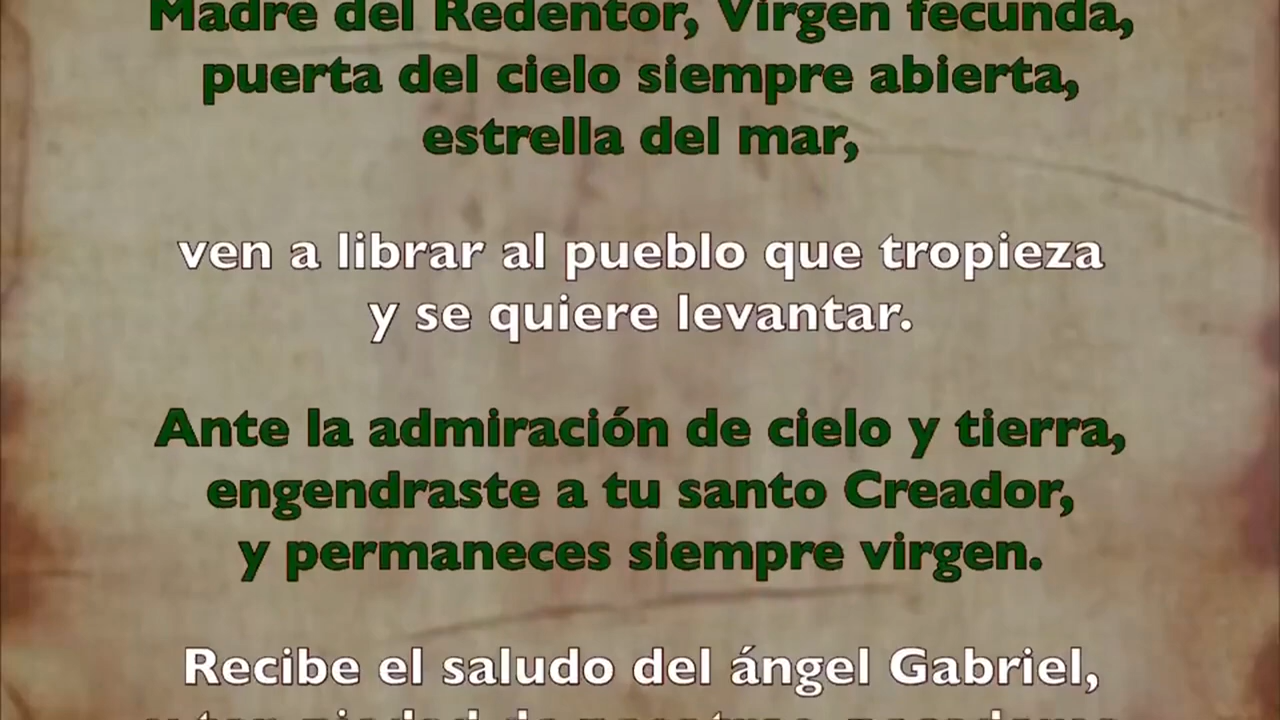 Madre del Redentor, Virgen fecunda,
puerta del cielo siempre abierta,
estrella del mar,
ven a librar al pueblo que tropieza
y se quiere levantar.
Ante la admiración de cielo y tierra,
engendraste a tu santo Creador,
y permaneces siempre virgen.
Recibe el saludo del ángel Gabriel,